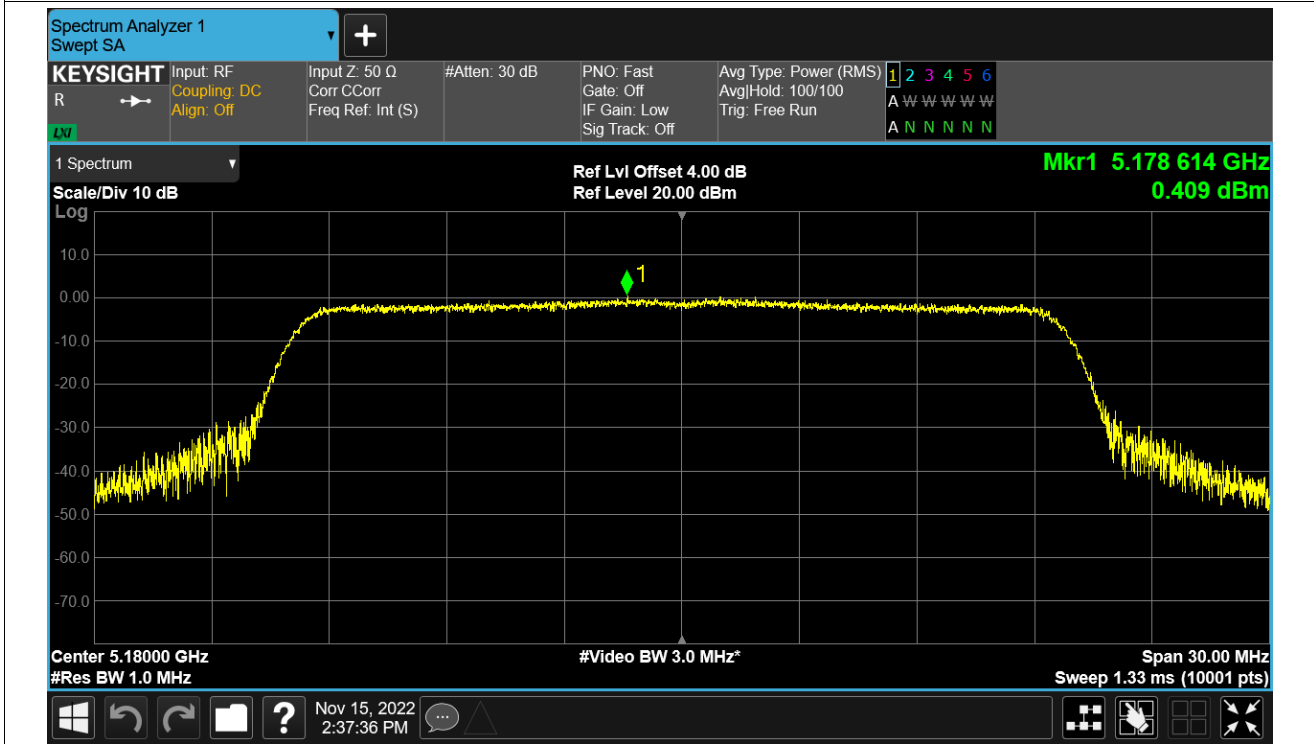 Spectrum Analyzer 1
Swept SA
+
KEYSIGHT
R
LXI
Input: RF
Coupling: DC
Align: Off
Input Z: 50 Ω
Corr CCorr
Freq Ref: Int (S)
#Atten: 30 dB
PNO: Fast
Gate: Off
IF Gain: Low
Sig Track: Off
Avg Type: Power (RMS)
Avg|Hold: 100/100
Trig: Free Run
1 2 3 4 5 6
A W W W W W
A N N N N N
1 Spectrum
Scale/Div 10 dB
Ref Lvl Offset 4.00 dB
Ref Level 20.00 dBm
Mkr1 5.178 614 GHz
0.409 dBm
Log
10.0
0.00
-10.0
-20.0
-30.0
-40.0
-50.0
-60.0
-70.0
1
Center 5.18000 GHz
#Res BW 1.0 MHz
#Video BW 3.0 MHz*
Span 30.00 MHz
Sweep 1.33 ms (10001 pts)
?
Nov 15, 2022
2:37:36 PM